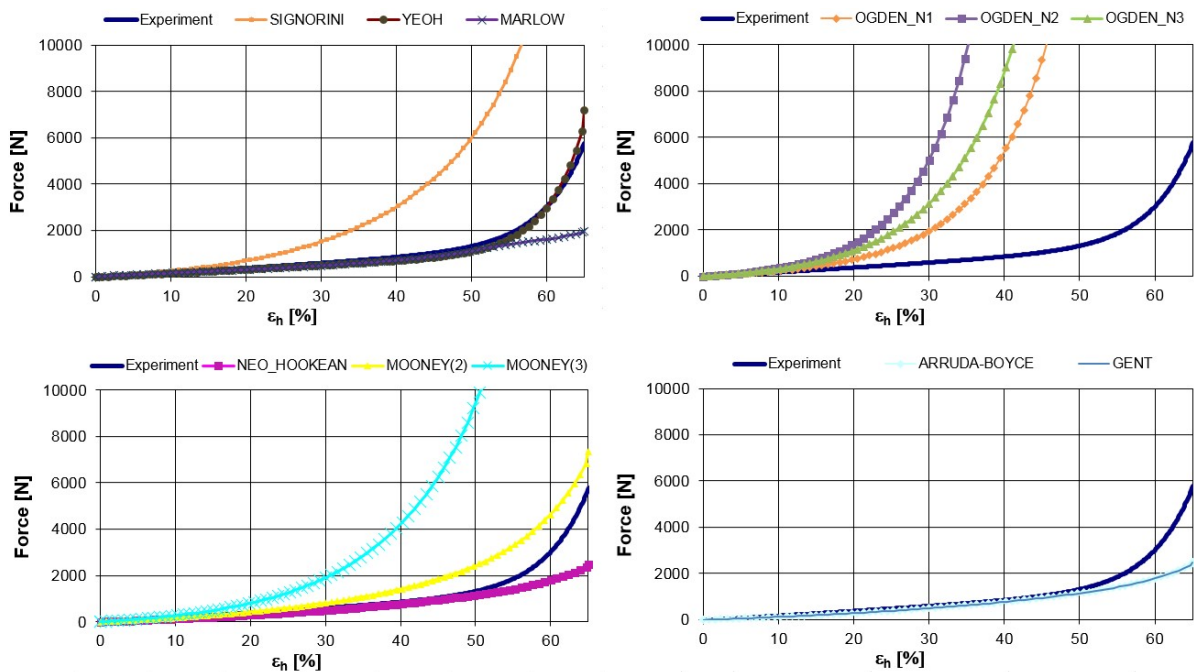 Experiment SIGNORINI YEOH MARLOW
10000
8000
6000
4000
2000
0
Force [N]
0 10 20 30 40 50 60
εh [%]
Experiment OGDEN_N1 OGDEN_N2 OGDEN_N3
10000
8000
6000
4000
2000
0
Force [N]
0 10 20 30 40 50 60
εh [%]
Experiment NEO_HOOKEAN MOONEY(2) MOONEY(3)
10000
8000
6000
4000
2000
0
Force [N]
0 10 20 30 40 50 60
εh [%]
Experiment ARRUDA-BOYCE GENT
10000
8000
6000
4000
2000
0
Force [N]
0 10 20 30 40 50 60
εh [%]